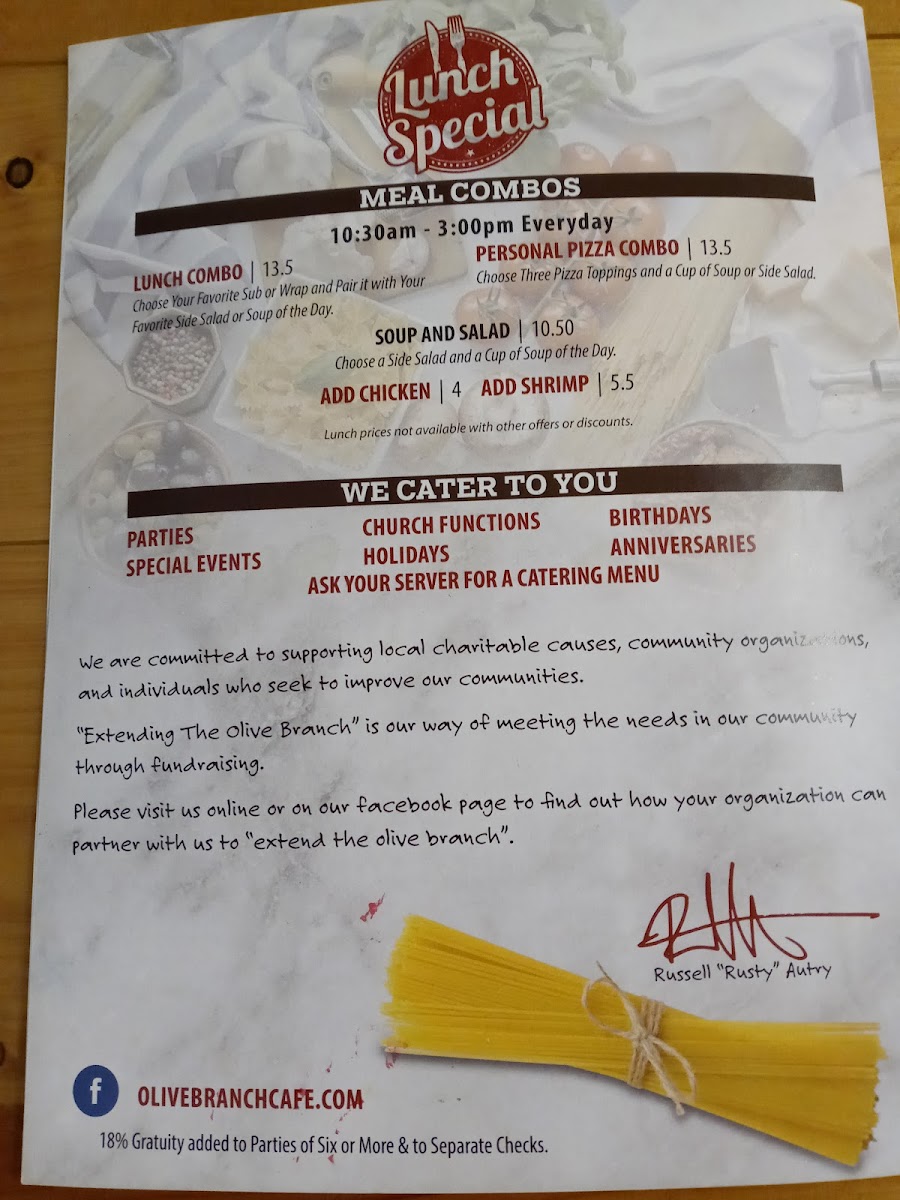 Lunch
Special
MEAL COMBOS
10:30am - 3:00pm Everyday
LUNCH COMBO | 13.5
Choose Your Favorite Sub or Wrap and Pair it with Your
Favorite Side Salad or Soup of the Day.
PERSONAL PIZZA COMBO | 13.5
Choose Three Pizza Toppings and a Cup of Soup or Side Salad.
SOUP AND SALAD | 10.50
Choose a Side Salad and a Cup of Soup of the Day.
ADD CHICKEN | 4 ADD SHRIMP | 5.5
Lunch prices not available with other offers or discounts.
WE CATER TO YOU
PARTIES CHURCH FUNCTIONS BIRTHDAYS
SPECIAL EVENTS HOLIDAYS ANNIVERSARIES
ASK YOUR SERVER FOR A CATERING MENU
We are committed to supporting local charitable causes, community organizations,
and individuals who seek to improve our communities.
"Extending The Olive Branch" is our way of meeting the needs in our community
through fundraising.
Please visit us online or on our facebook page to find out how your organization can
partner with us to "extend the olive branch".
Russell "Rusty" Autry
f OLIVEBRANCHCAFE.COM
18% Gratuity added to Parties of Six or More & to Separate Checks.